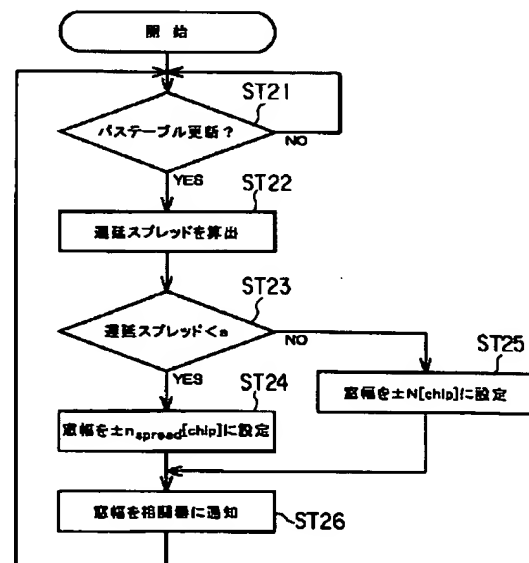 開始
ST21
パステーブル更新?
NO
YES
ST22
遅延スプレッドを算出
ST23
遅延スプレッド<a
NO
YES
ST24
ST25
窓幅を±N[chip]に設定
窓幅を±nspread[chip]に設定
窓幅を相関器に通知
ST26